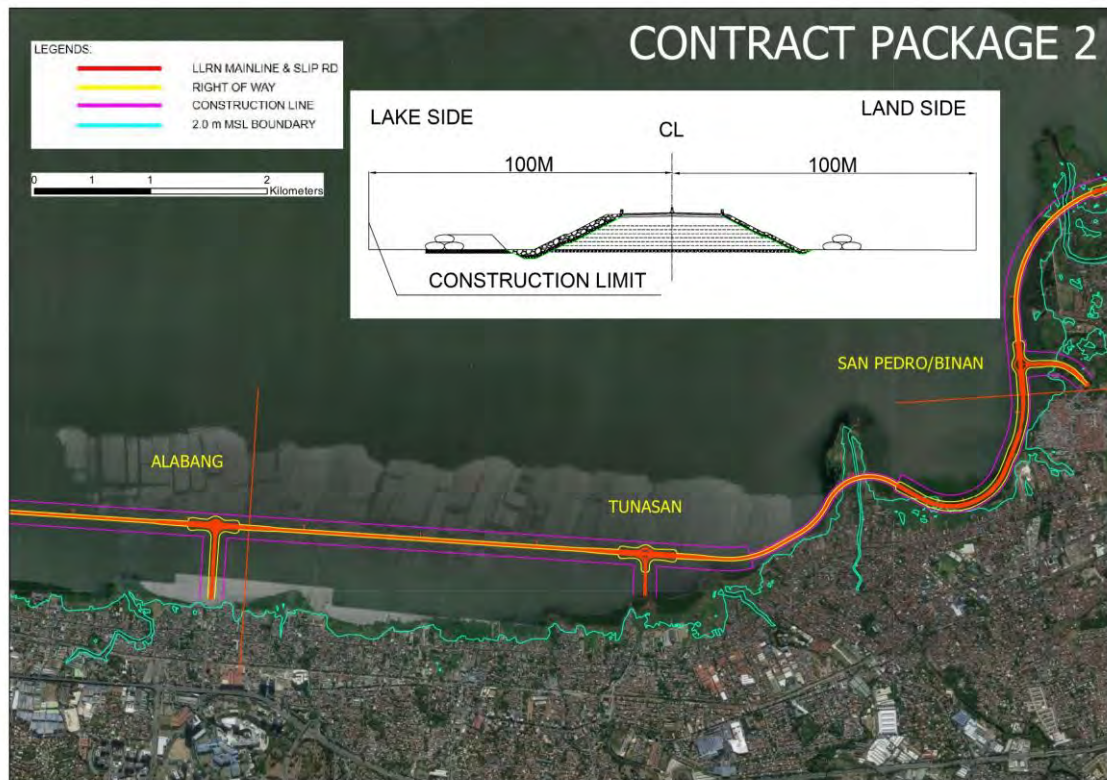 CONTRACT PACKAGE 2
LEGENDS:
LLRN MAINLINE & SLIP RD
RIGHT OF WAY
CONSTRUCTION LINE
2.0 m MSL BOUNDARY
0 1 1 2
Kilometers
LAKE SIDE
LAND SIDE
CL
100M 100M
CONSTRUCTION LIMIT
SAN PEDRO/BINAN
ALABANG
TUNASAN